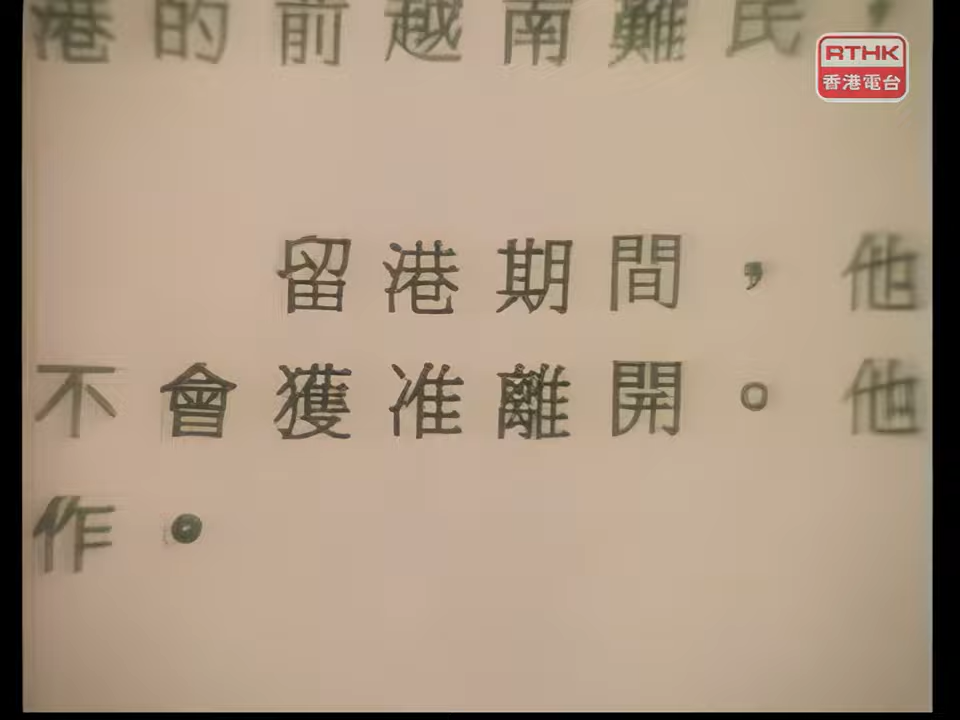 港的前越南難民，
RTHK
香港電台
留港期間，他
不會獲准離開。他
作。